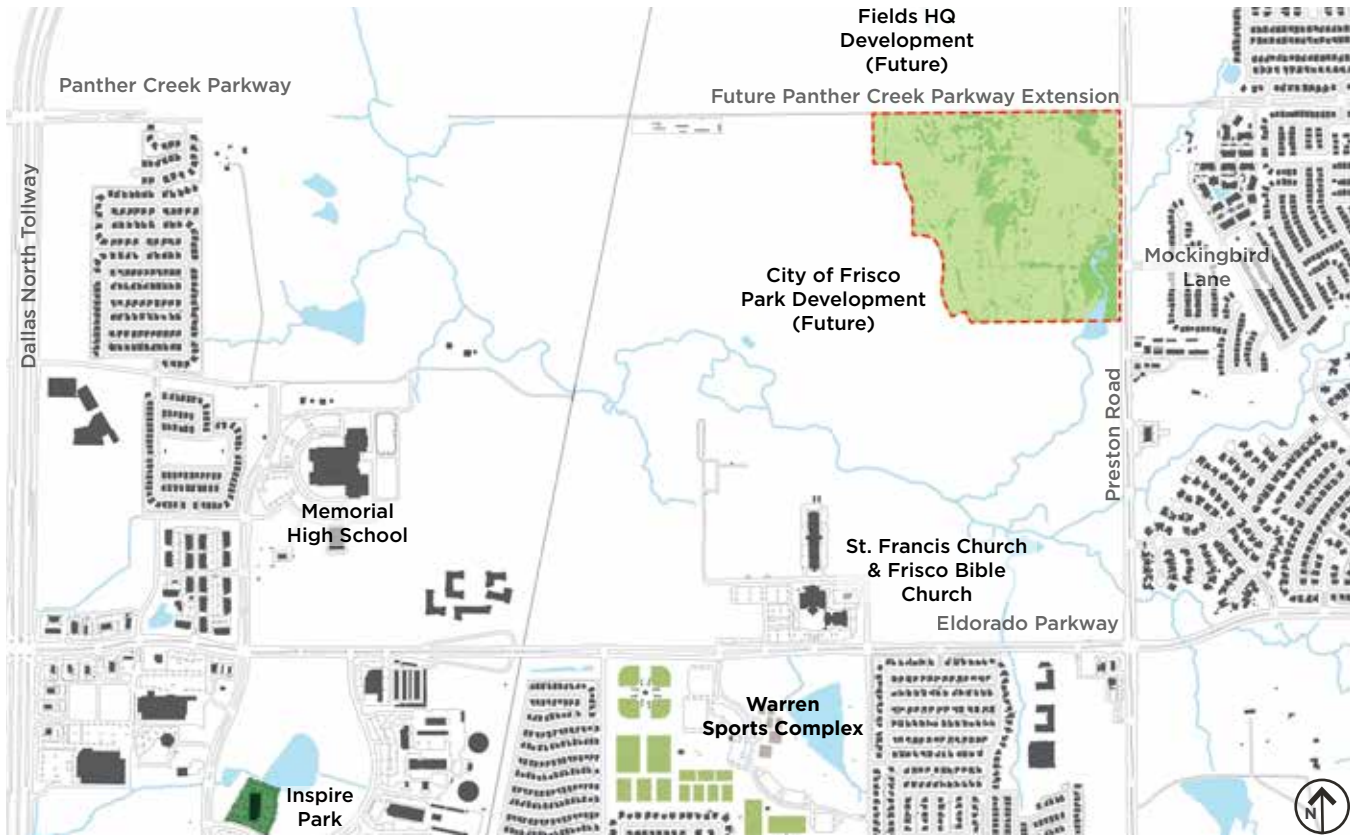 Fields HQ
Development
(Future)
Panther Creek Parkway
Future Panther Creek Parkway Extension
Dallas North Tollway
Mockingbird
Lane
City of Frisco
Park Development
(Future)
Preston Road
Memorial
High School
St. Francis Church
& Frisco Bible
Church
Eldorado Parkway
Warren
Sports Complex
Inspire
Park
N